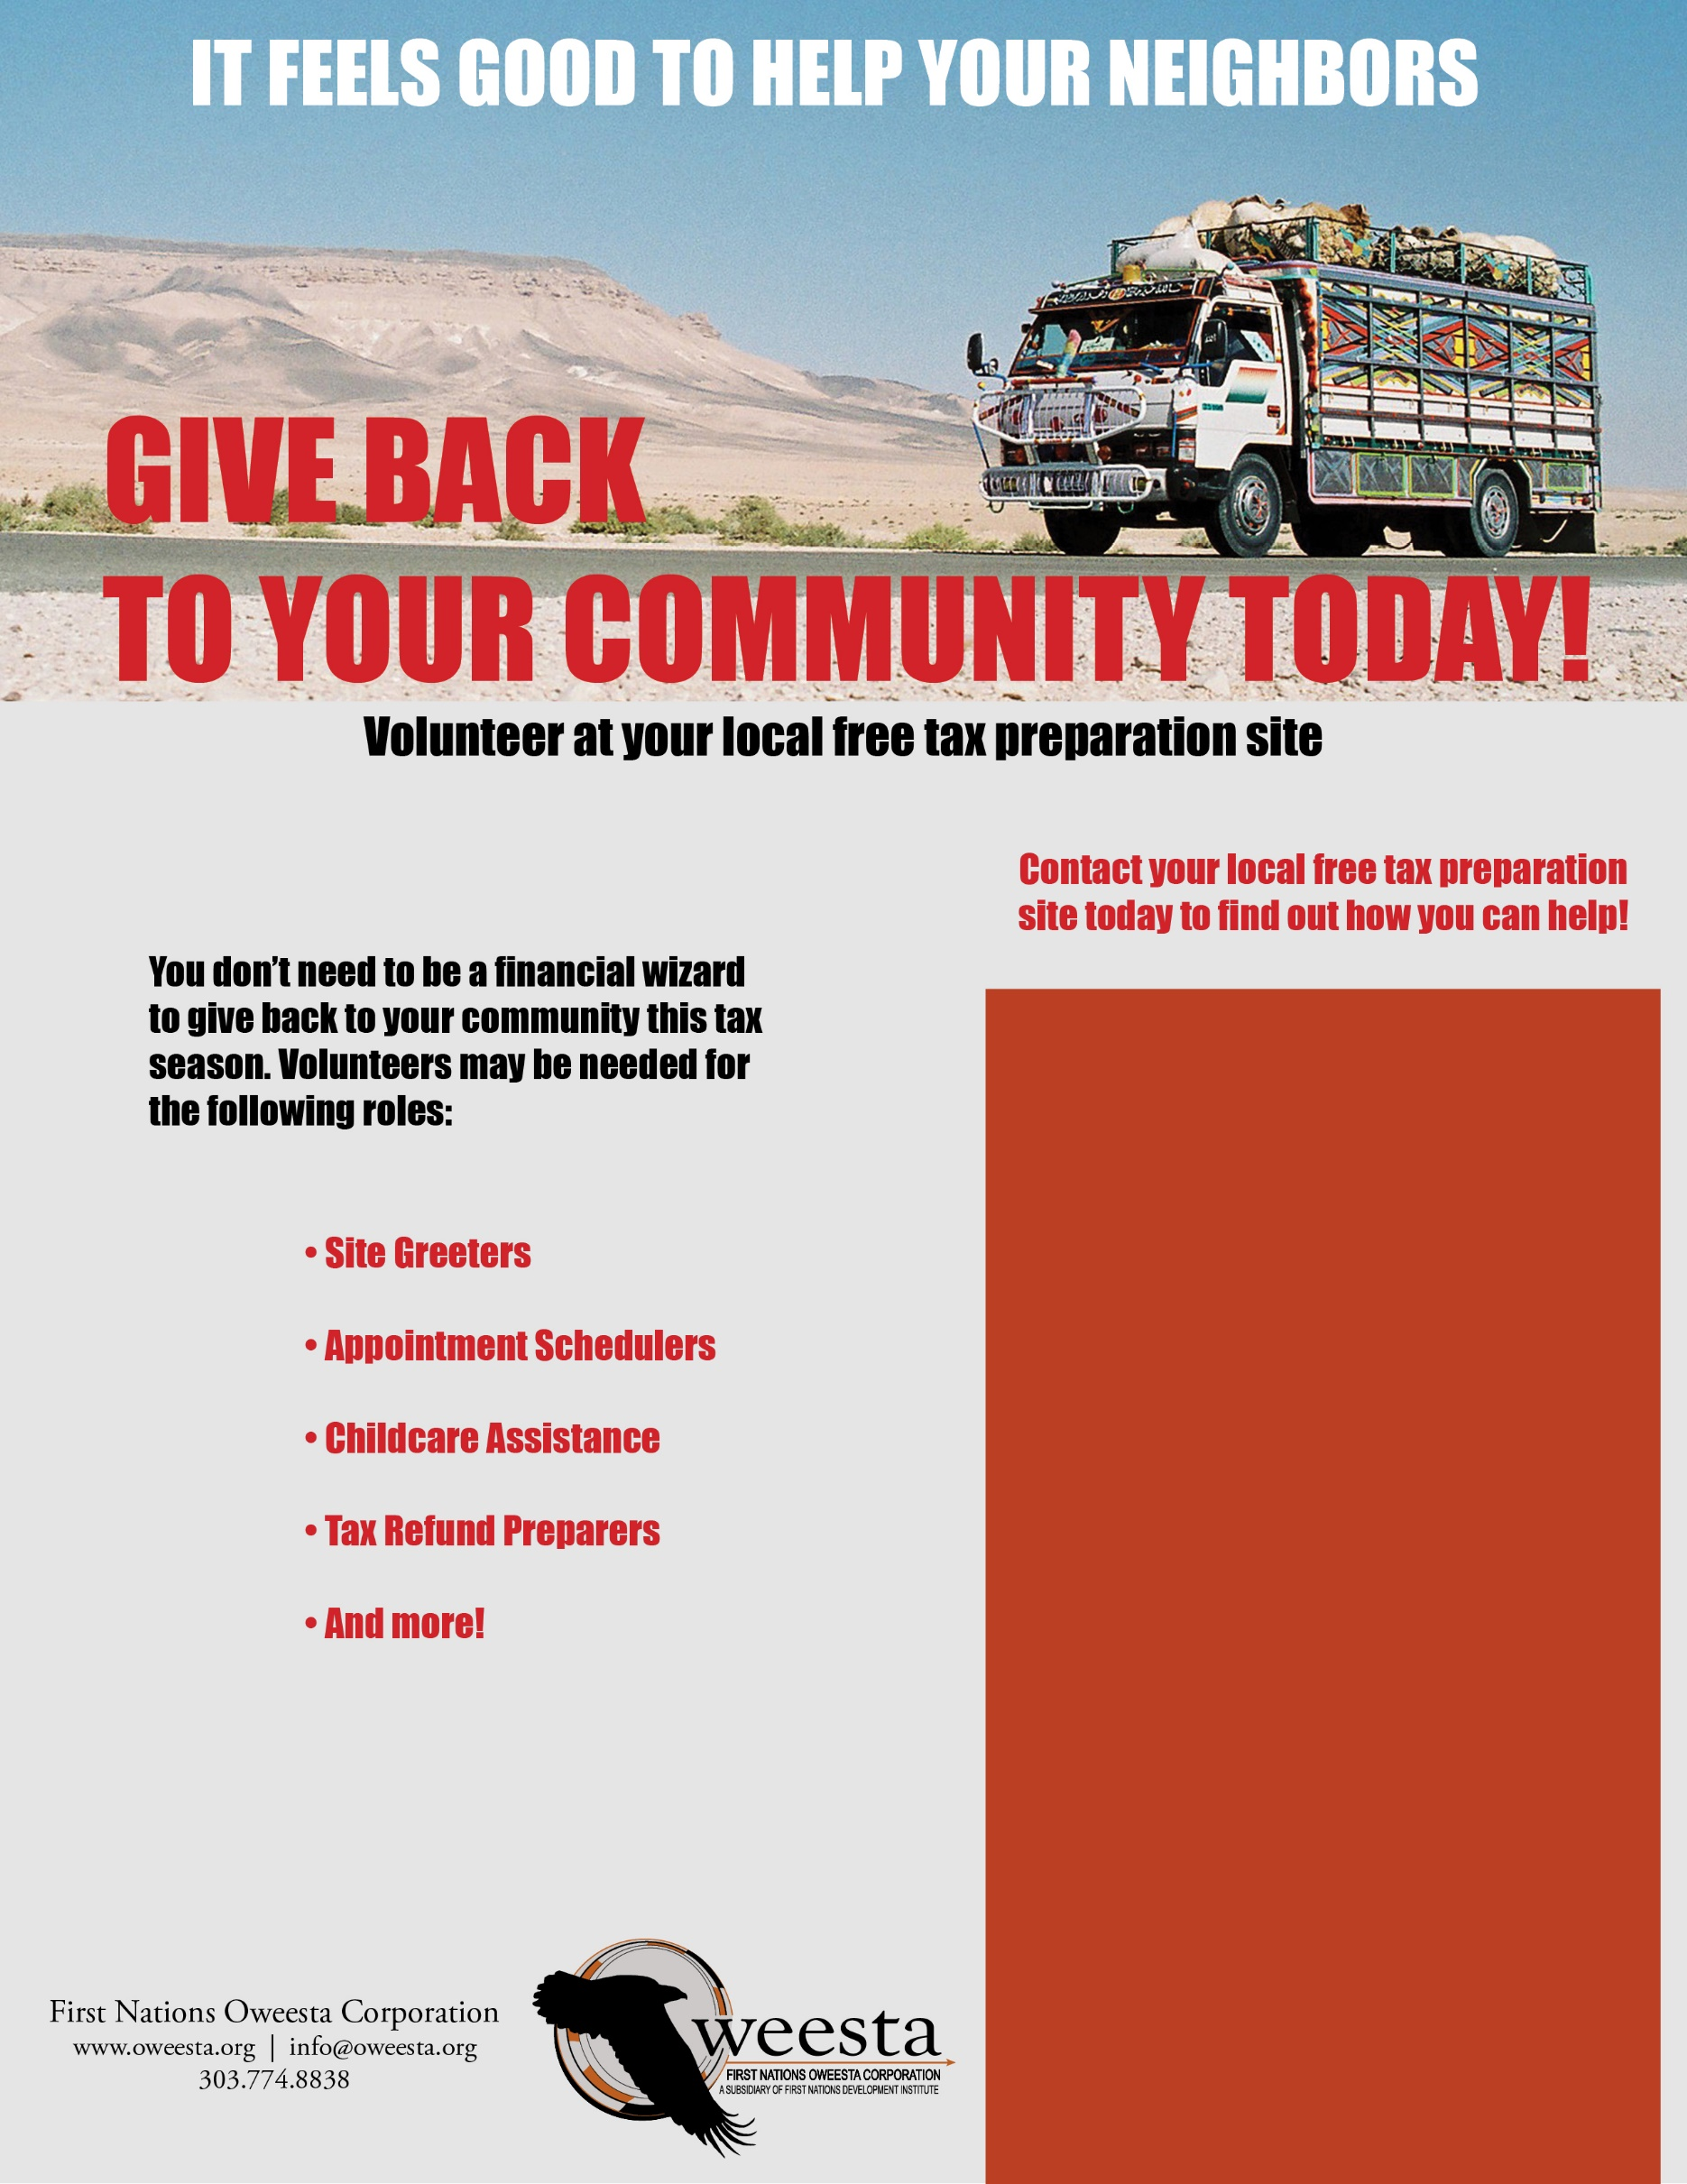 IT FEELS GOOD TO HELP YOUR NEIGHBORS
GIVE BACK
TO YOUR COMMUNITY TODAY!
Volunteer at your local free tax preparation site
Contact your local free tax preparation
site today to find out how you can help!
You don’t need to be a financial wizard
to give back to your community this tax
season. Volunteers may be needed for
the following roles:
• Site Greeters
• Appointment Schedulers
• Childcare Assistance
• Tax Refund Preparers
• And more!
First Nations Oweesta Corporation
www.oweesta.org | info@oweesta.org
303.774.8838
weesta
FIRST NATIONS OWEESTA CORPORATION
A SUBSIDIARY OF FIRST NATIONS DEVELOPMENT INSTITUTE